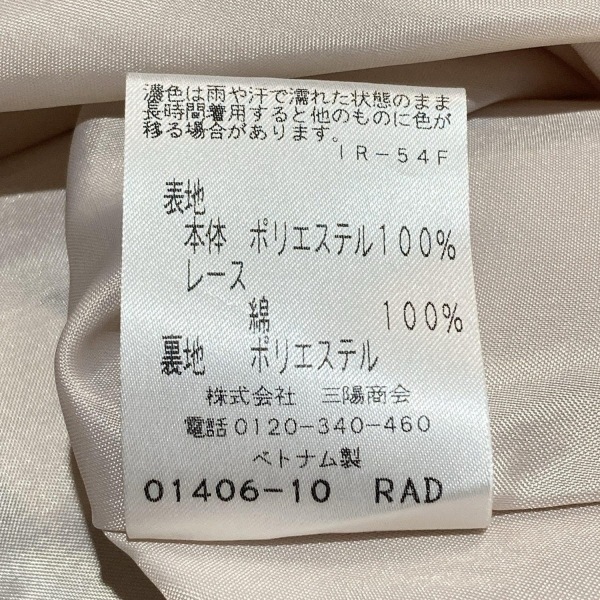 濃色は雨や汗で濡れた状態のまま
長時間着用すると他のものに色が
移る場合があります。
IR-54F
表地
本体 ポリエステル100%
レース
綿 100%
裏地 ポリエステル
株式会社 三陽商会
電話0120-340-460
ベトナム製
01406-10 RAD